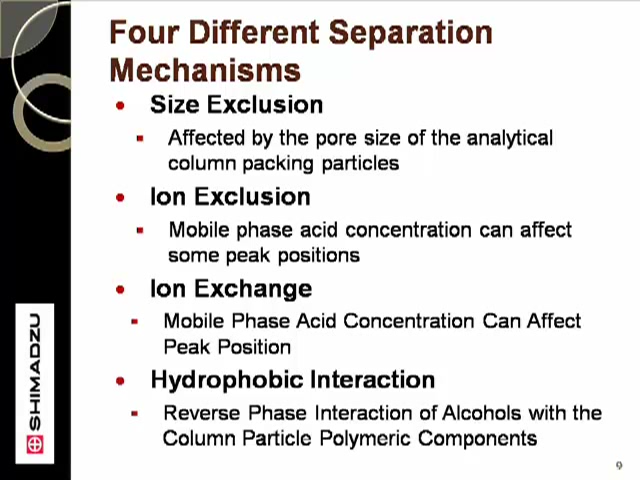 Four Different Separation
Mechanisms
• Size Exclusion
▪ Affected by the pore size of the analytical
column packing particles
• Ion Exclusion
▪ Mobile phase acid concentration can affect
some peak positions
• Ion Exchange
- Mobile Phase Acid Concentration Can Affect
Peak Position
• Hydrophobic Interaction
- Reverse Phase Interaction of Alcohols with the
Column Particle Polymeric Components
SHIMADZU
9